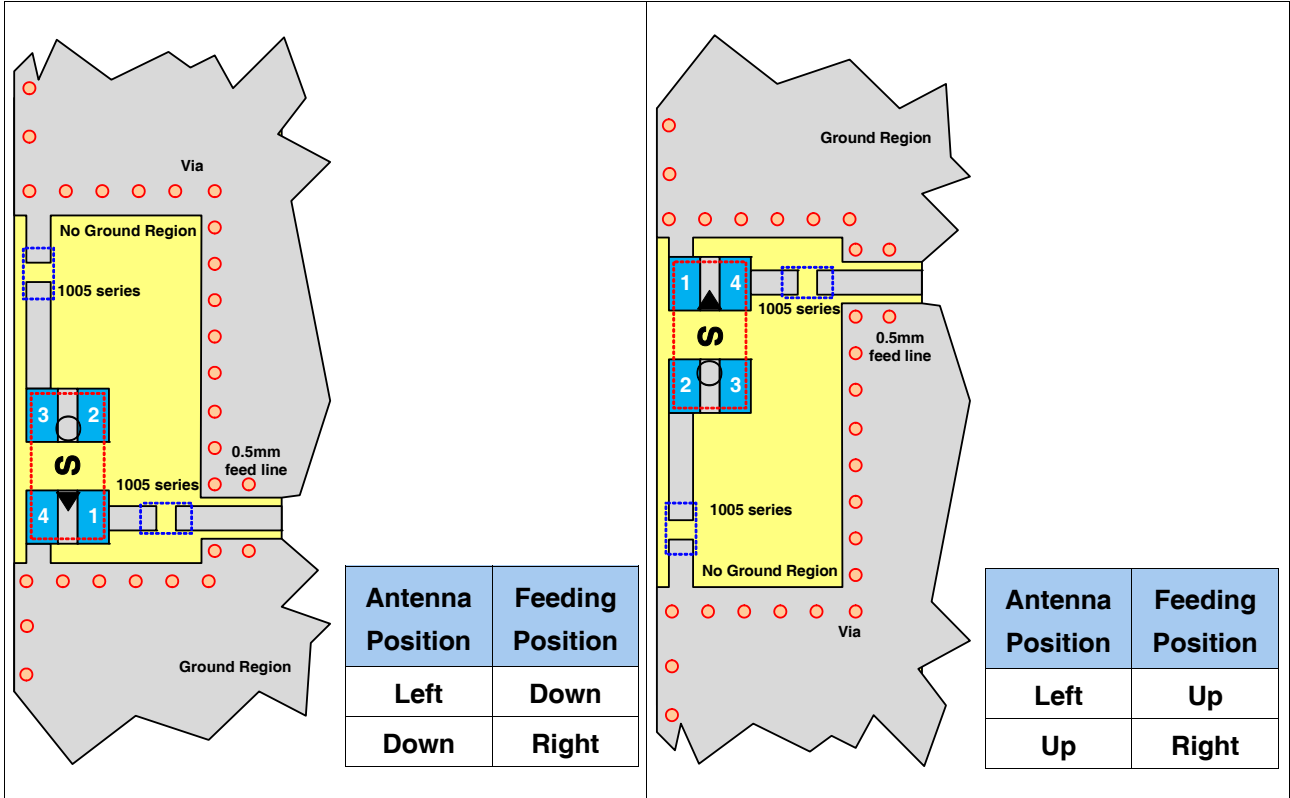 Via
No Ground Region
1005 series
3 2
0.5mm
feed line
S
1005 series
4 1
Ground Region
Antenna Position Feeding Position
Left Down
Down Right
Ground Region
1 4
1005 series
S
0.5mm
feed line
2 3
1005 series
No Ground Region
Via
Antenna Position Feeding Position
Left Up
Up Right